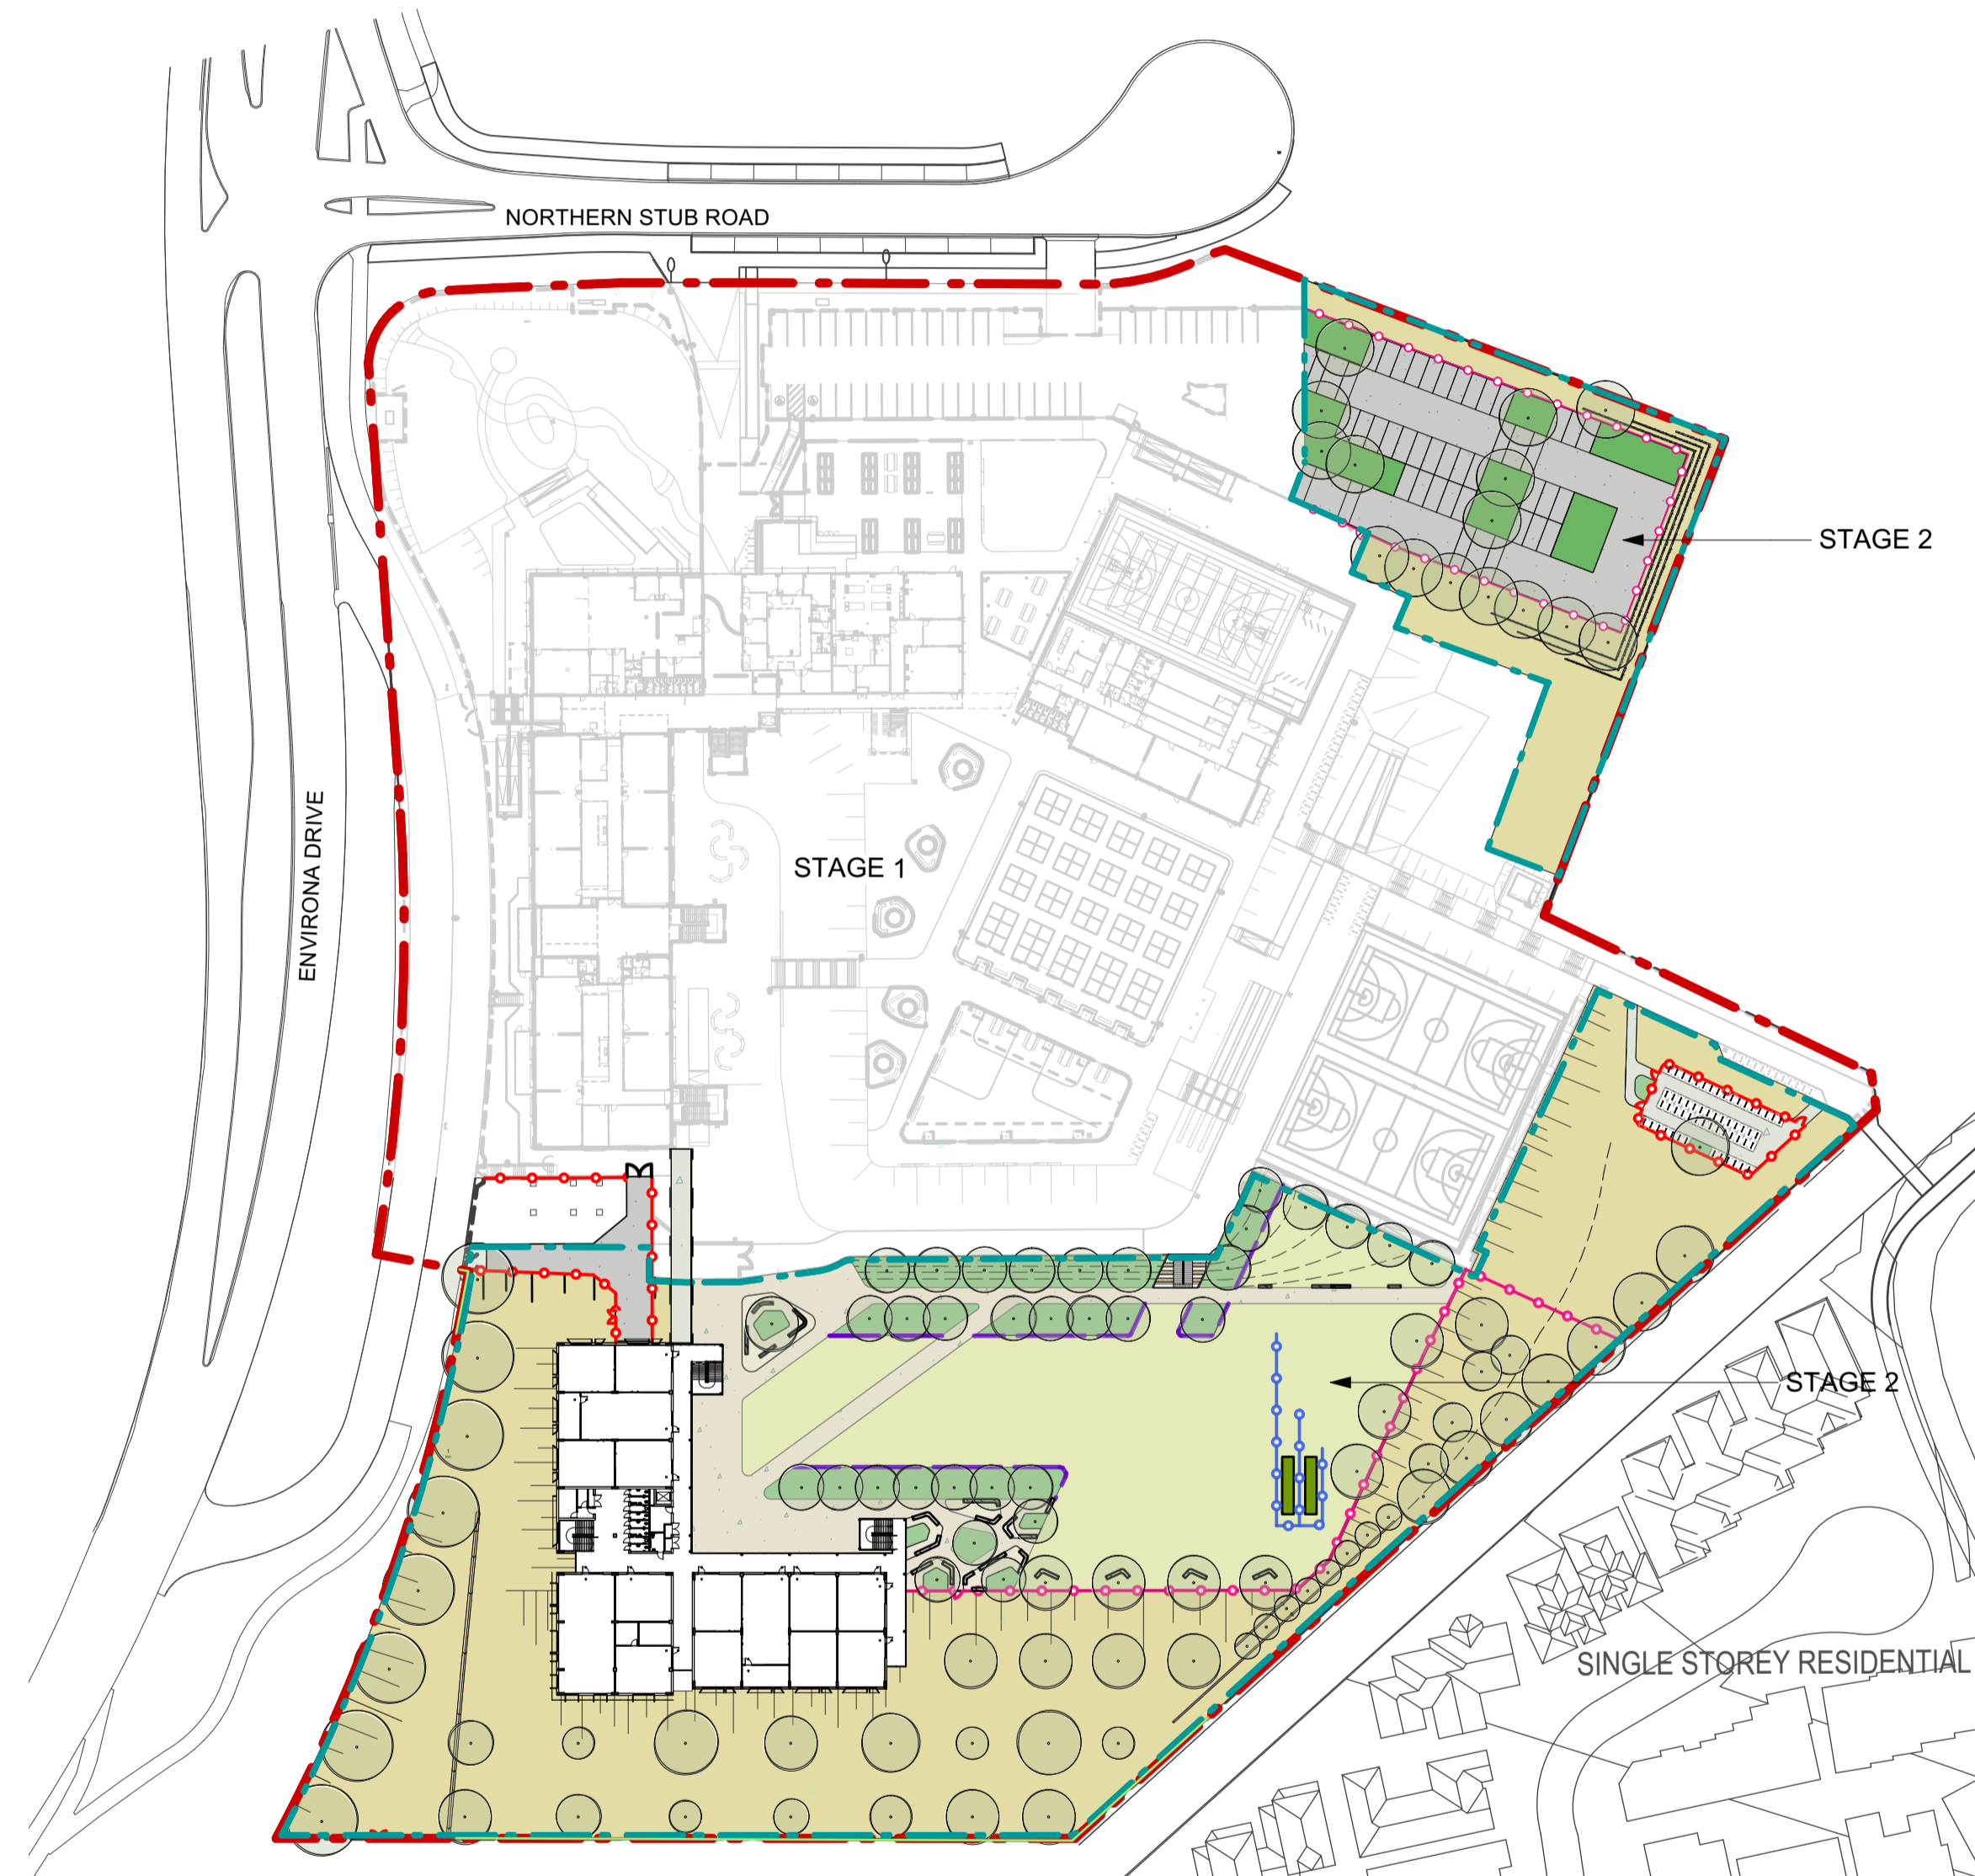 NORTHERN STUB ROAD
STAGE 2
ENVIRONA DRIVE
STAGE 1
STAGE 2
SINGLE STOREY RESIDENTIAL